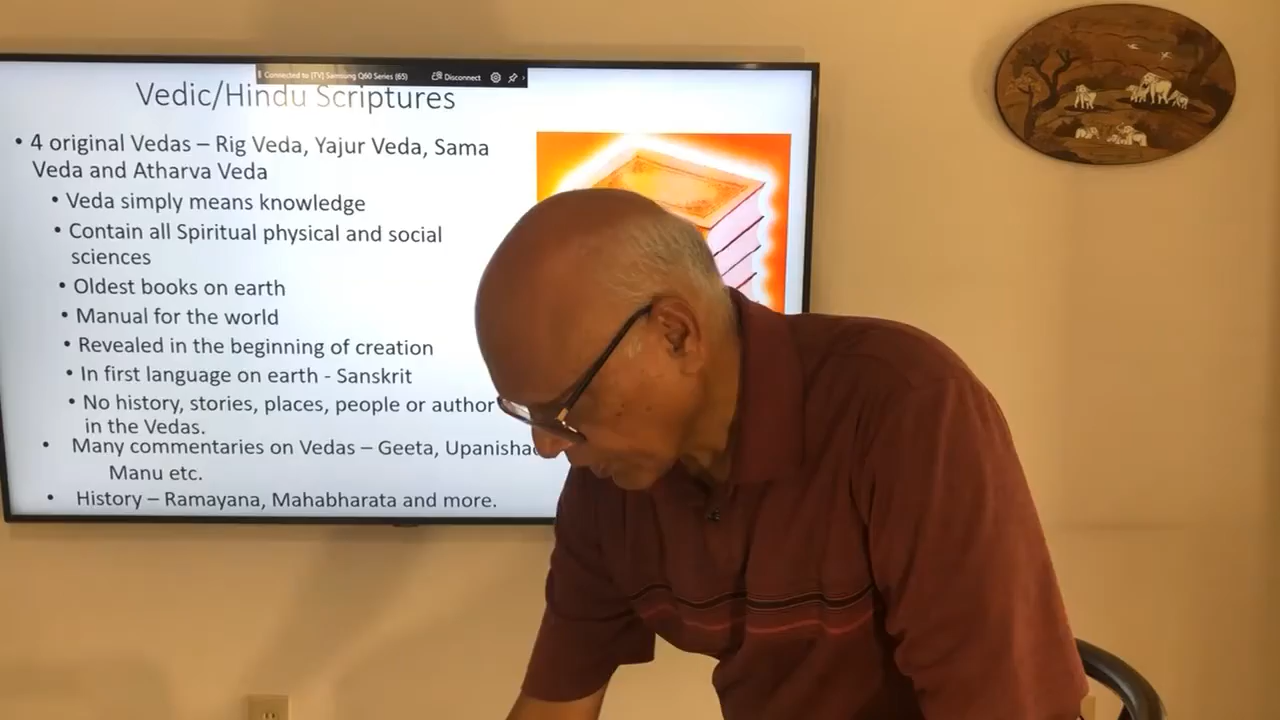 Connected to [TV] Samsung Q60 Series (65) Disconnect
Vedic/Hindu Scriptures
• 4 original Vedas – Rig Veda, Yajur Veda, Sama
Veda and Atharva Veda
• Veda simply means knowledge
• Contain all Spiritual physical and social
sciences
• Oldest books on earth
• Manual for the world
• Revealed in the beginning of creation
• In first language on earth - Sanskrit
• No history, stories, places, people or author
in the Vedas.
• Many commentaries on Vedas – Geeta,
Manu etc.
• History – Ramayana, Mahabharata and more.